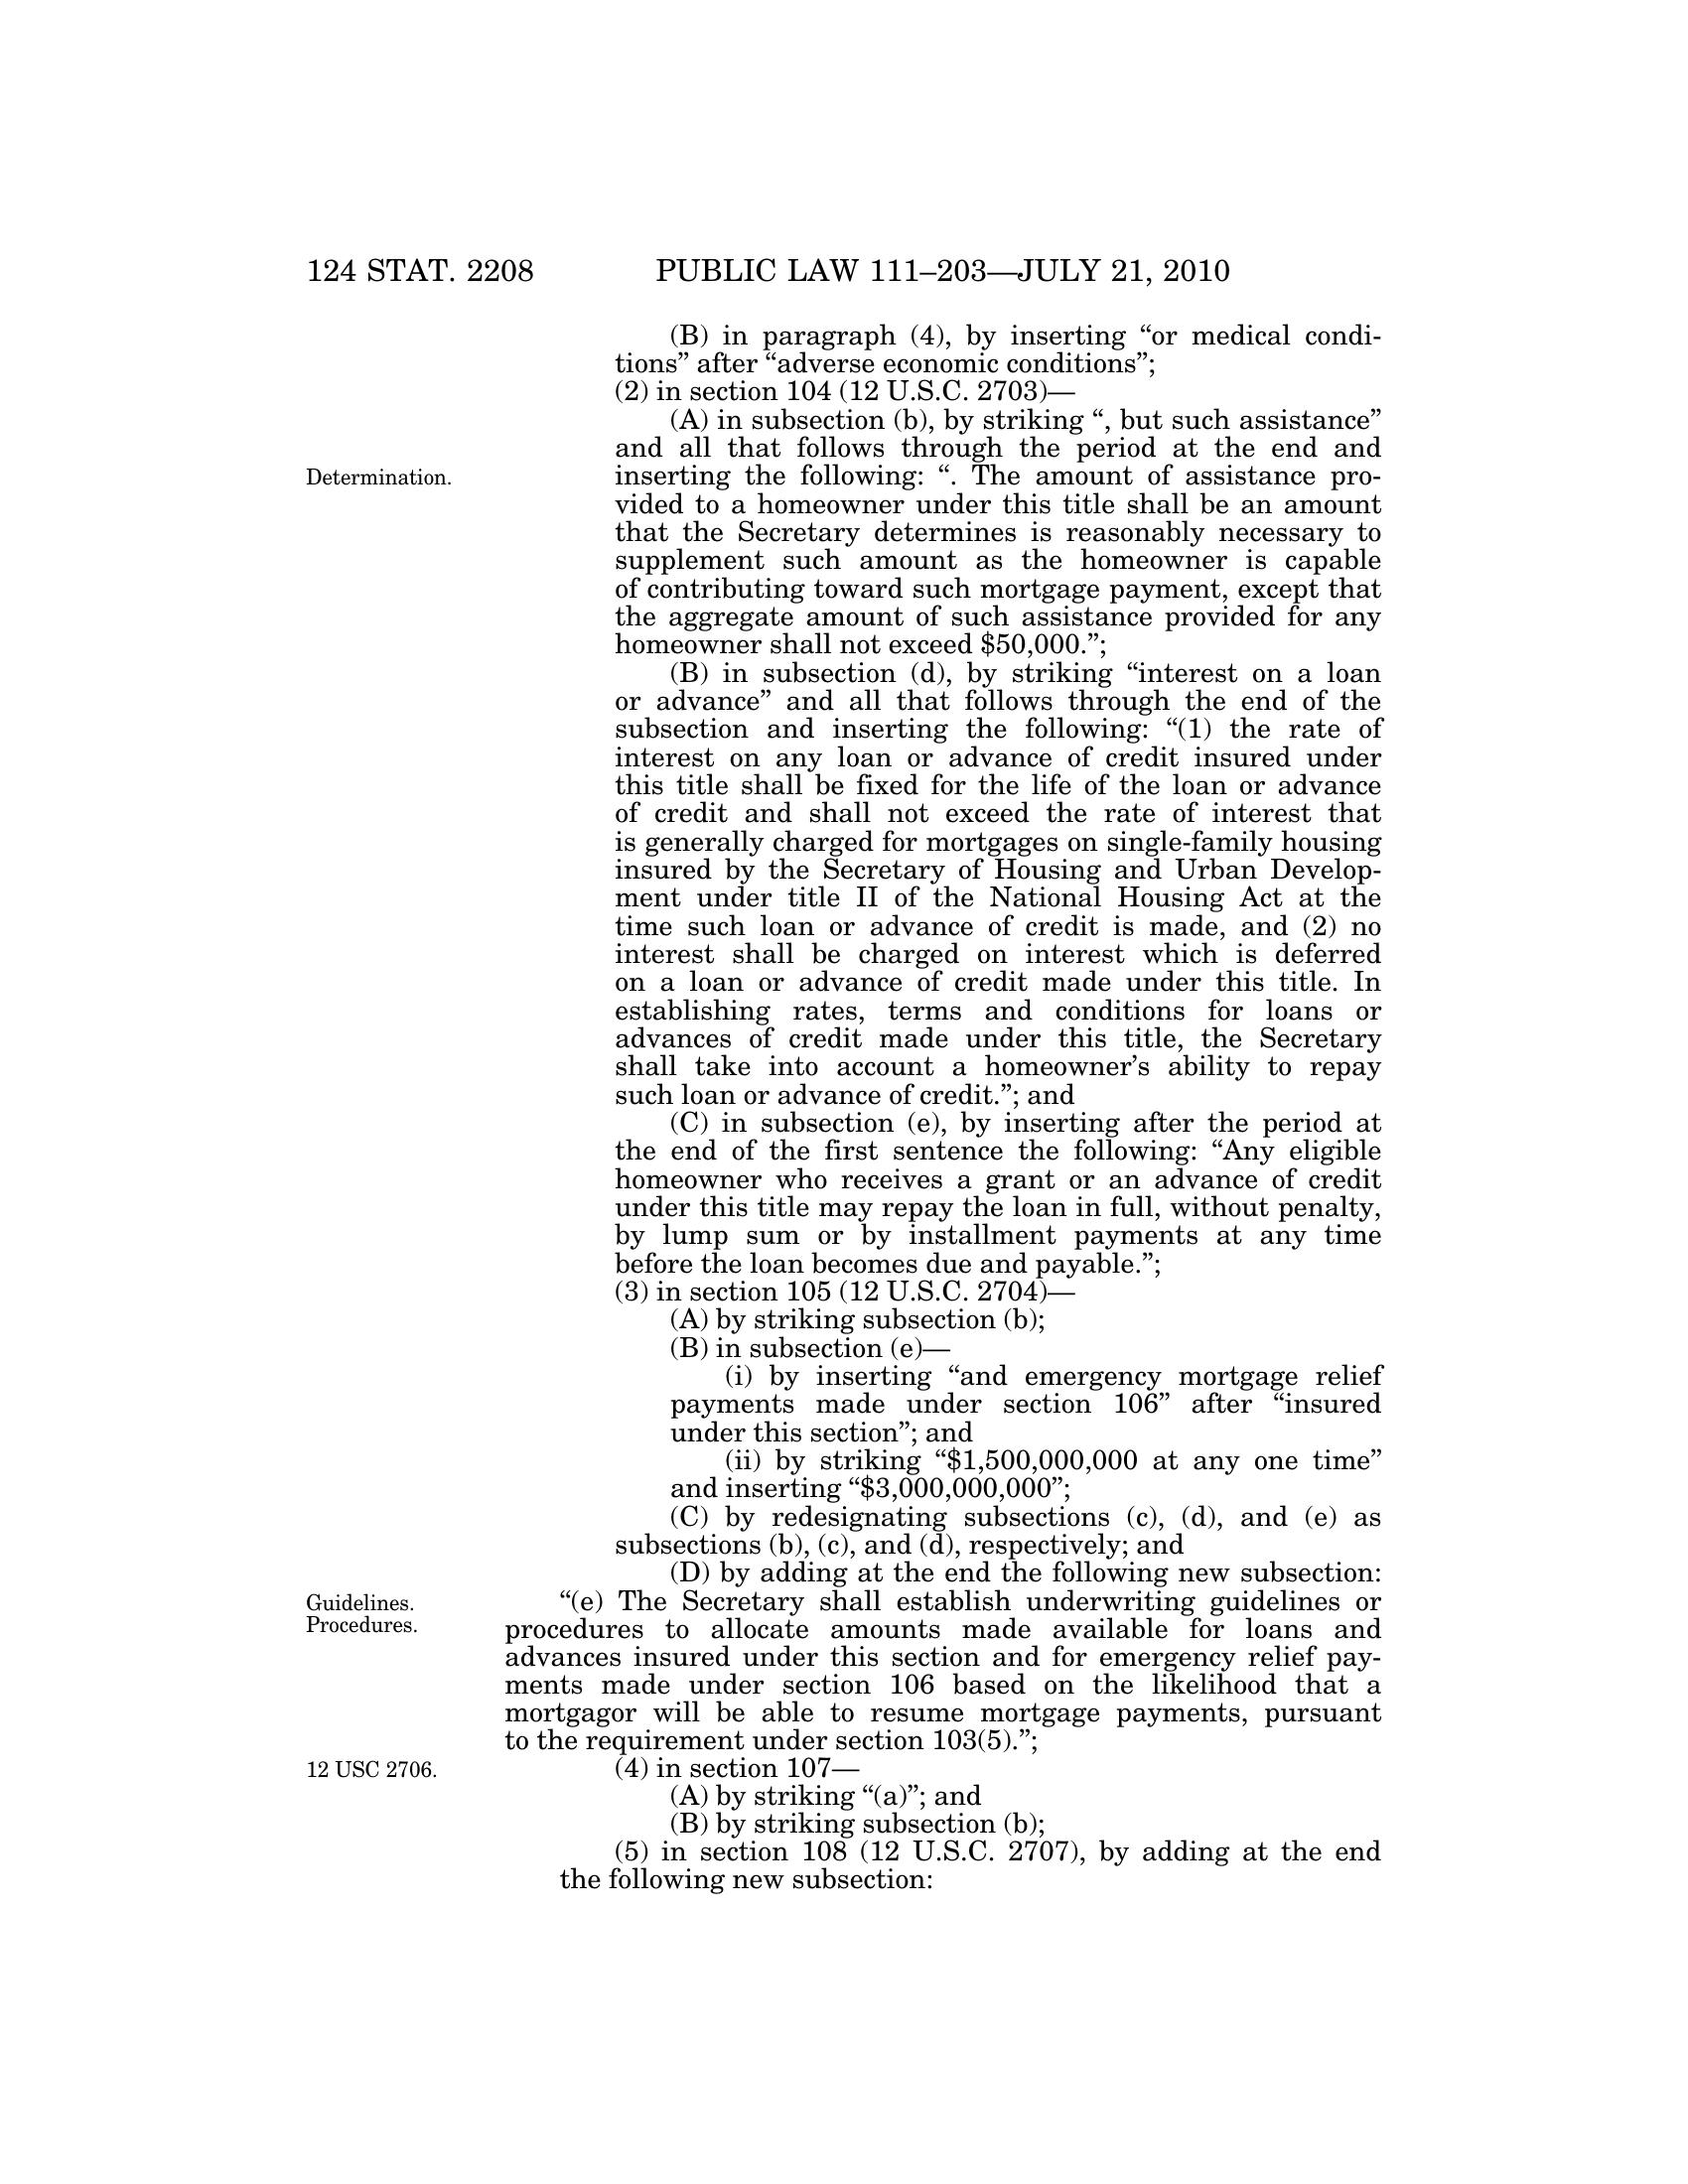 124 STAT. 2208 PUBLIC LAW 111–203—JULY 21, 2010
(B) in paragraph (4), by inserting “or medical condi-
tions” after “adverse economic conditions”;
(2) in section 104 (12 U.S.C. 2703)—
(A) in subsection (b), by striking “, but such assistance”
and all that follows through the period at the end and
Determination.
inserting the following: “. The amount of assistance pro-
vided to a homeowner under this title shall be an amount
that the Secretary determines is reasonably necessary to
supplement such amount as the homeowner is capable
of contributing toward such mortgage payment, except that
the aggregate amount of such assistance provided for any
homeowner shall not exceed $50,000.”;
(B) in subsection (d), by striking “interest on a loan
or advance” and all that follows through the end of the
subsection and inserting the following: “(1) the rate of
interest on any loan or advance of credit insured under
this title shall be fixed for the life of the loan or advance
of credit and shall not exceed the rate of interest that
is generally charged for mortgages on single-family housing
insured by the Secretary of Housing and Urban Develop-
ment under title II of the National Housing Act at the
time such loan or advance of credit is made, and (2) no
interest shall be charged on interest which is deferred
on a loan or advance of credit made under this title. In
establishing rates, terms and conditions for loans or
advances of credit made under this title, the Secretary
shall take into account a homeowner’s ability to repay
such loan or advance of credit.”; and
(C) in subsection (e), by inserting after the period at
the end of the first sentence the following: “Any eligible
homeowner who receives a grant or an advance of credit
under this title may repay the loan in full, without penalty,
by lump sum or by installment payments at any time
before the loan becomes due and payable.”;
(3) in section 105 (12 U.S.C. 2704)—
(A) by striking subsection (b);
(B) in subsection (e)—
(i) by inserting “and emergency mortgage relief
payments made under section 106” after “insured
under this section”; and
(ii) by striking “$1,500,000,000 at any one time”
and inserting “$3,000,000,000”;
(C) by redesignating subsections (c), (d), and (e) as
subsections (b), (c), and (d), respectively; and
(D) by adding at the end the following new subsection:
Guidelines.
Procedures.
“(e) The Secretary shall establish underwriting guidelines or
procedures to allocate amounts made available for loans and
advances insured under this section and for emergency relief pay-
ments made under section 106 based on the likelihood that a
mortgagor will be able to resume mortgage payments, pursuant
to the requirement under section 103(5).”;
12 USC 2706.
(4) in section 107—
(A) by striking “(a)”; and
(B) by striking subsection (b);
(5) in section 108 (12 U.S.C. 2707), by adding at the end
the following new subsection: